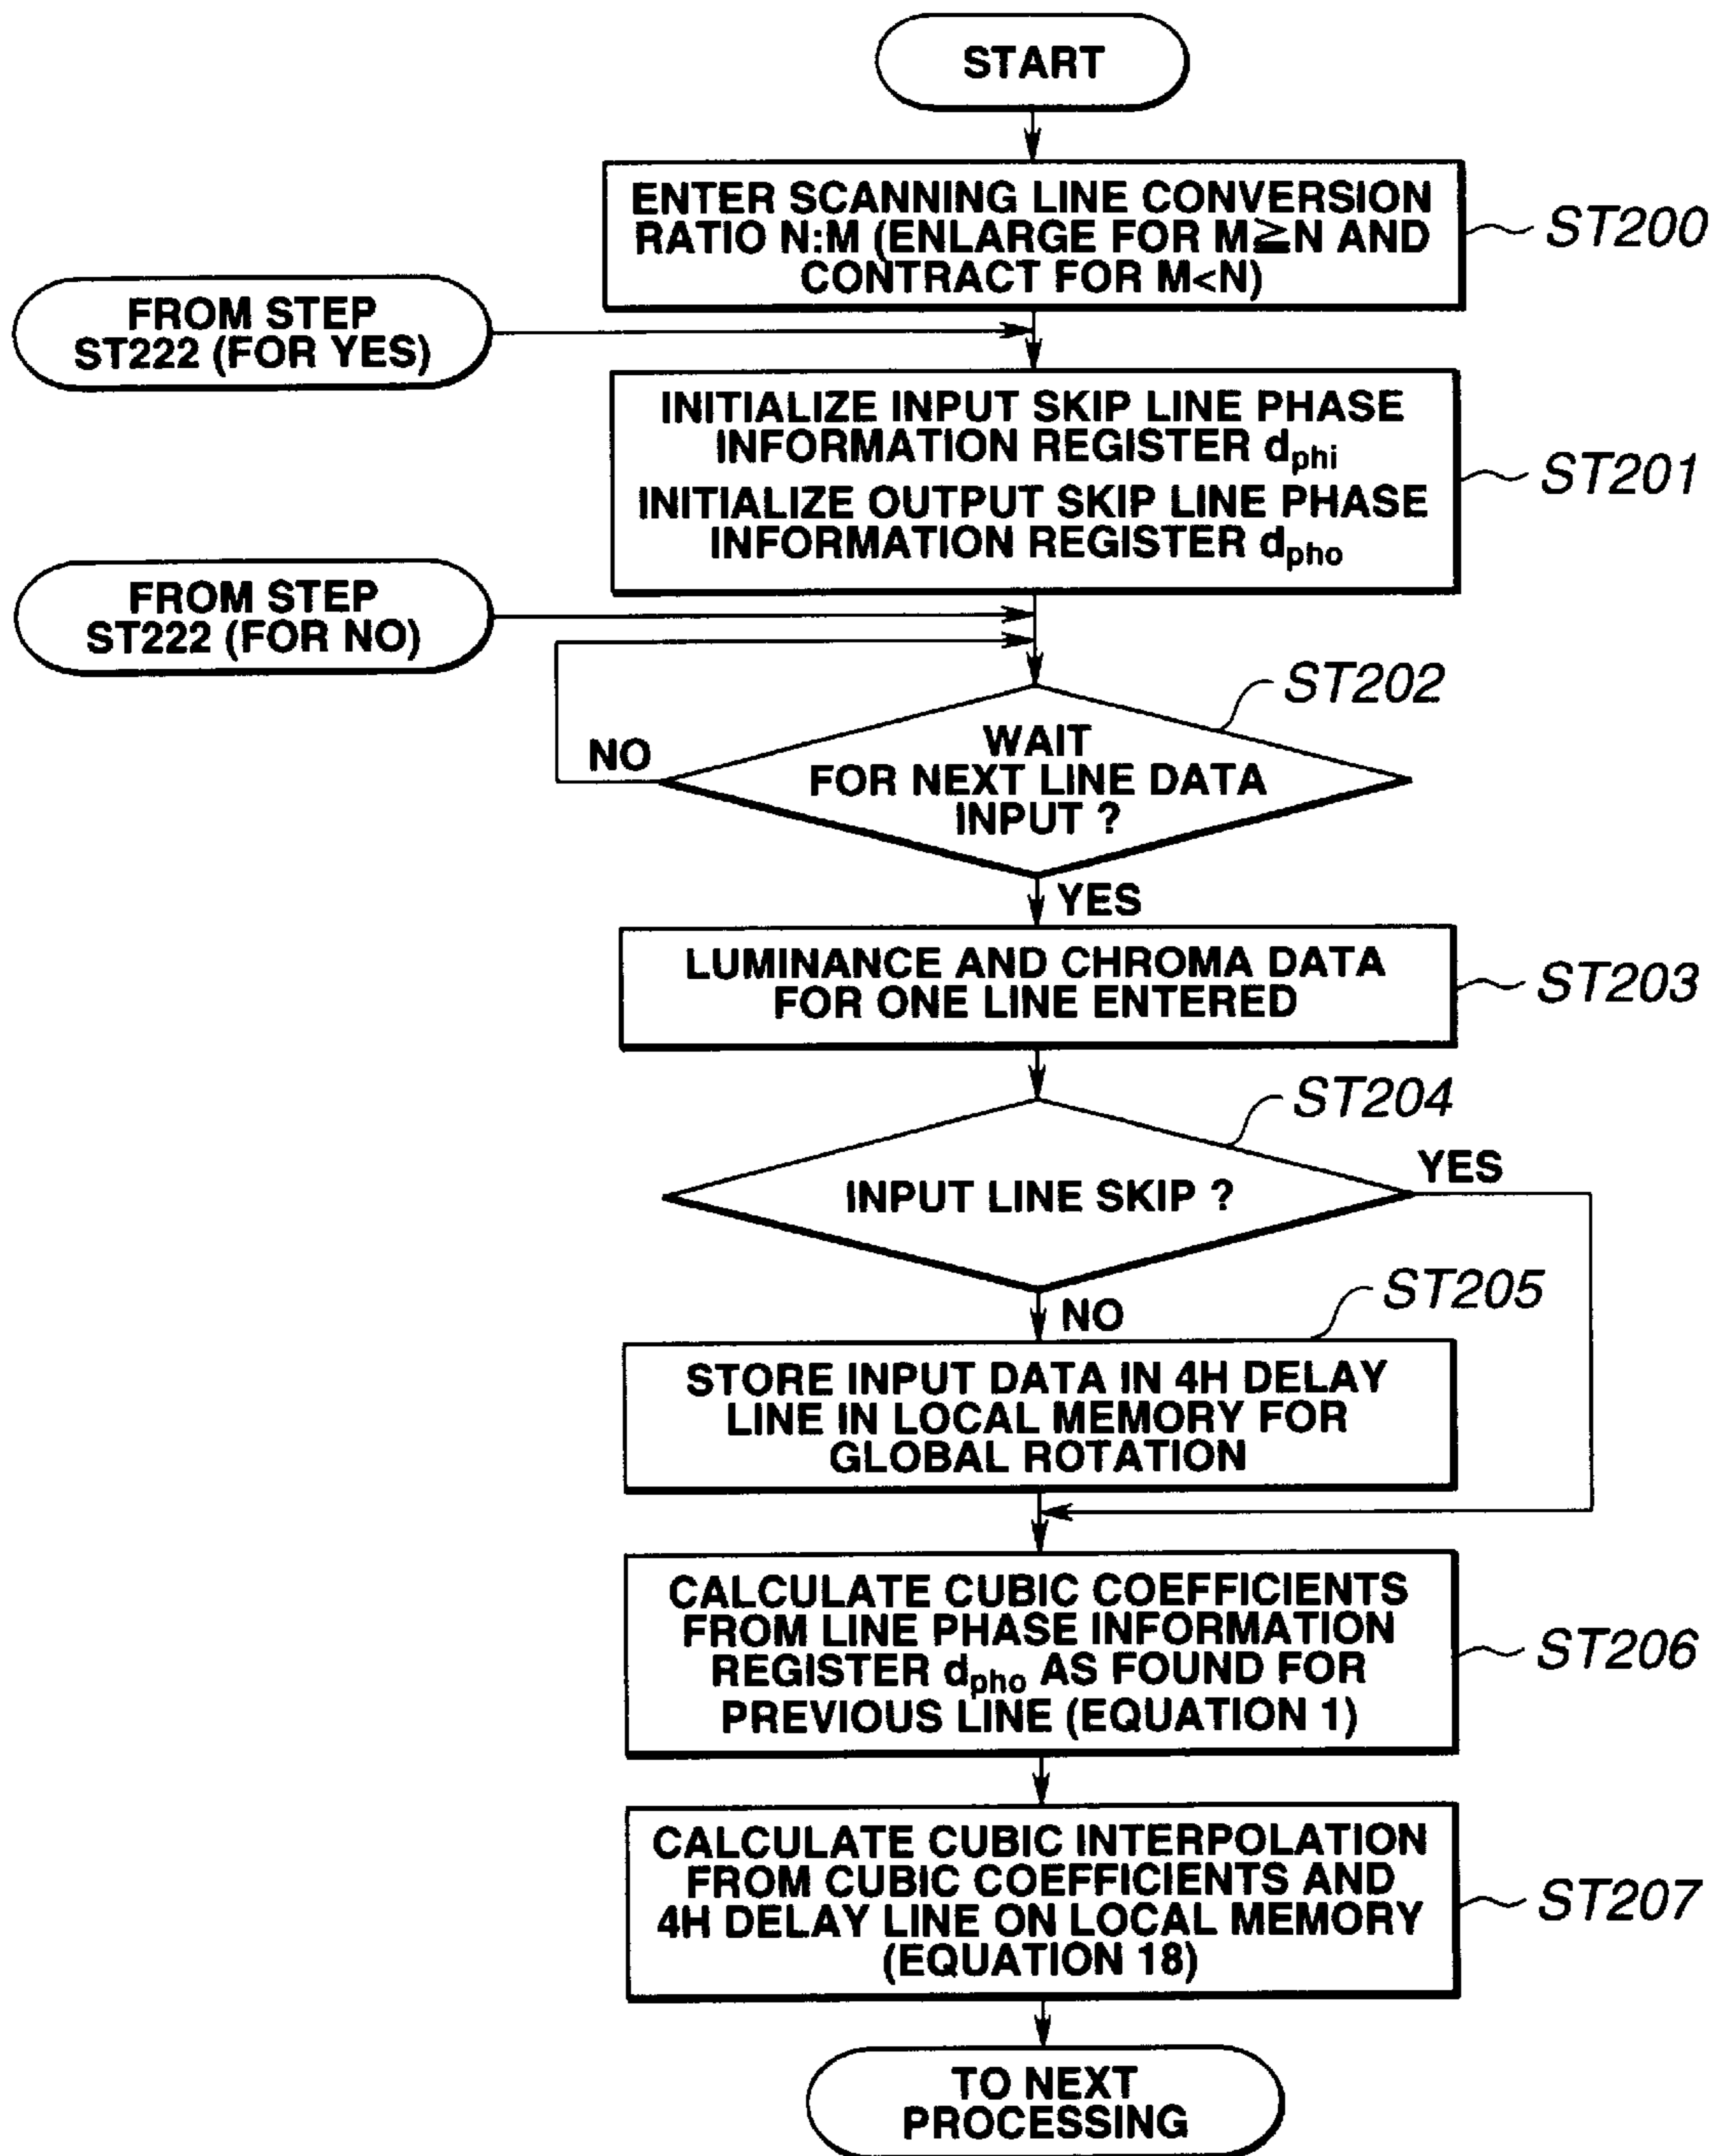 START
ENTER SCANNING LINE CONVERSION
RATIO N:M (ENLARGE FOR M≧N AND
CONTRACT FOR M<N)
ST200
FROM STEP
ST222 (FOR YES)
INITIALIZE INPUT SKIP LINE PHASE
INFORMATION REGISTER dphi
INITIALIZE OUTPUT SKIP LINE PHASE
INFORMATION REGISTER dpho
ST201
FROM STEP
ST222 (FOR NO)
ST202
WAIT
FOR NEXT LINE DATA
INPUT ?
NO
YES
LUMINANCE AND CHROMA DATA
FOR ONE LINE ENTERED
ST203
ST204
INPUT LINE SKIP ?
YES
NO
ST205
STORE INPUT DATA IN 4H DELAY
LINE IN LOCAL MEMORY FOR
GLOBAL ROTATION
CALCULATE CUBIC COEFFICIENTS
FROM LINE PHASE INFORMATION
REGISTER dpho AS FOUND FOR
PREVIOUS LINE (EQUATION 1)
ST206
CALCULATE CUBIC INTERPOLATION
FROM CUBIC COEFFICIENTS AND
4H DELAY LINE ON LOCAL MEMORY
(EQUATION 18)
ST207
TO NEXT
PROCESSING